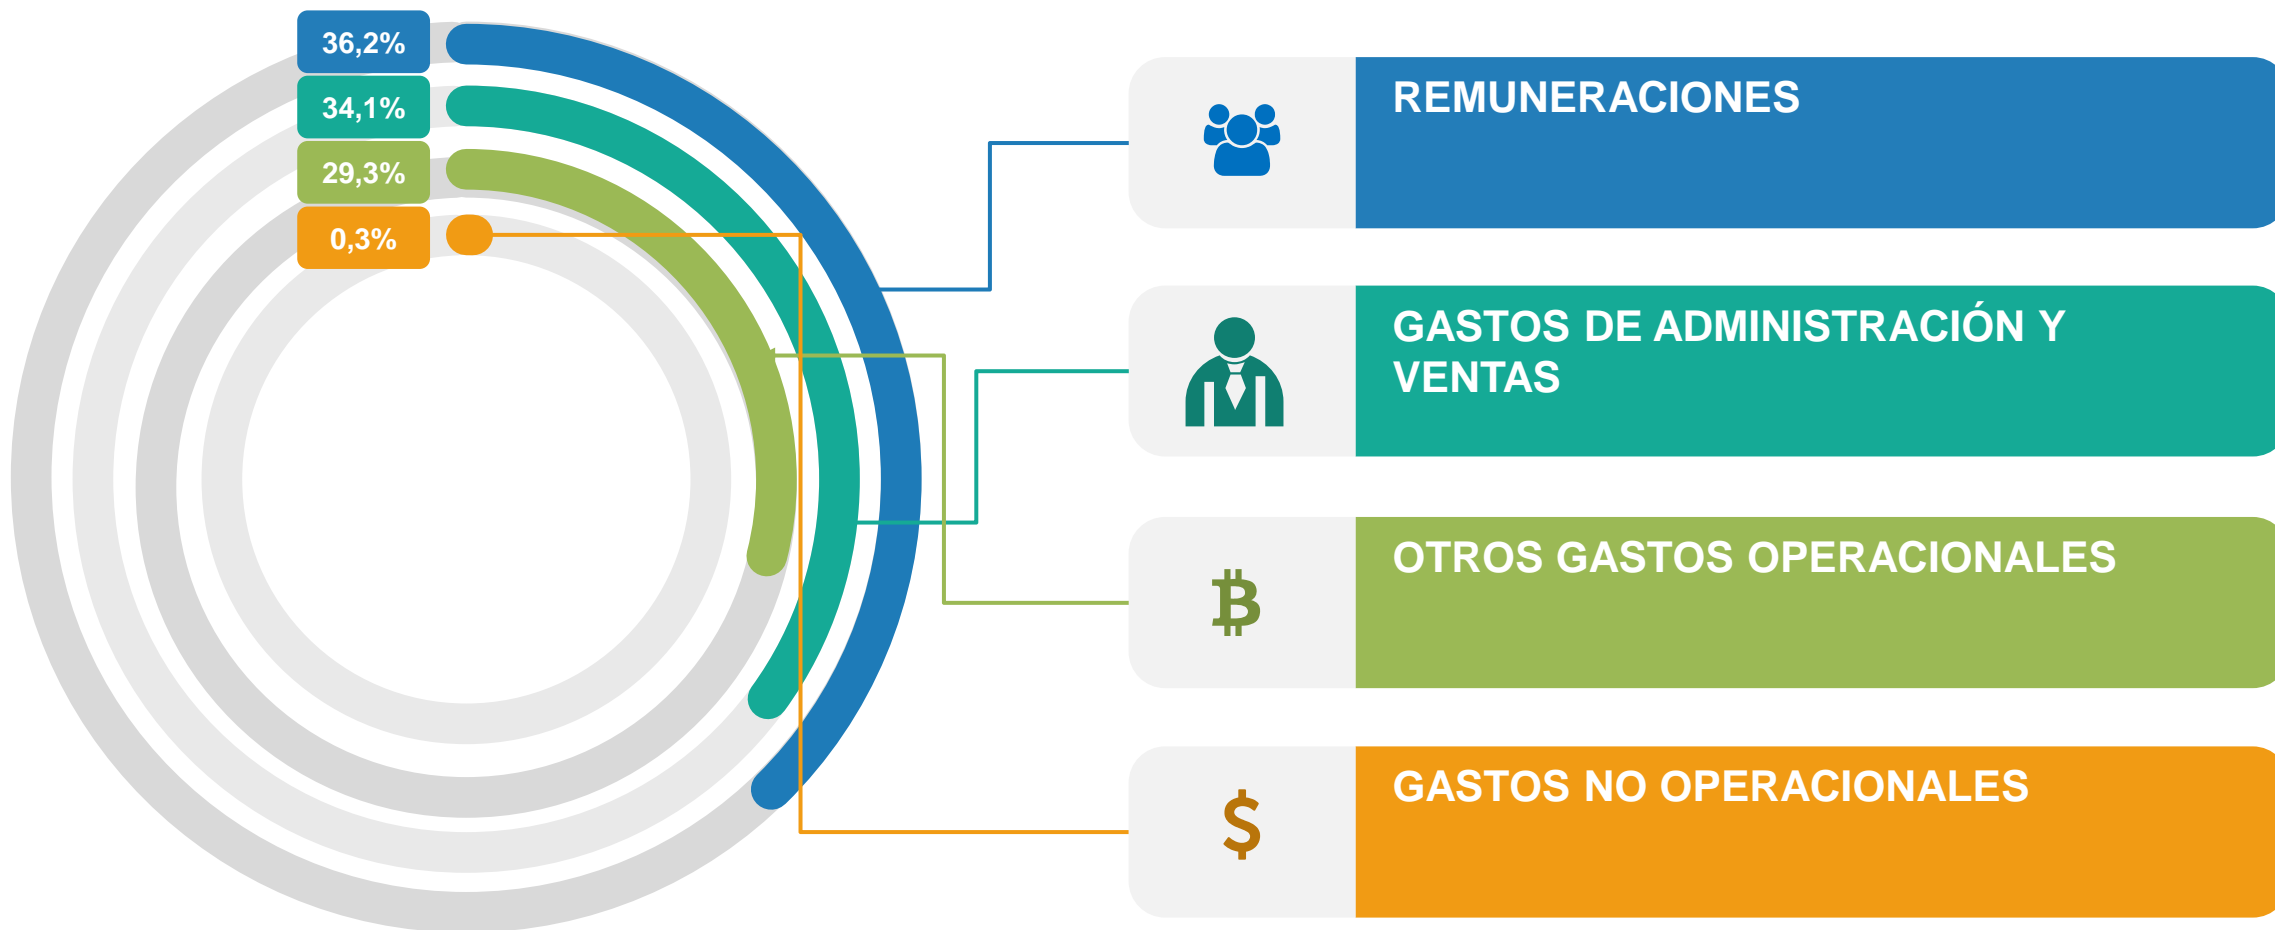 36,2%
34,1%
29,3%
0,3%
REMUNERACIONES
GASTOS DE ADMINISTRACIÓN Y
VENTAS
OTROS GASTOS OPERACIONALES
GASTOS NO OPERACIONALES